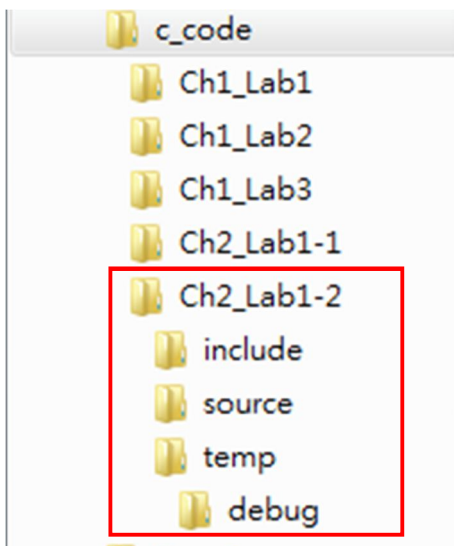 c_code
Ch1_Lab1
Ch1_Lab2
Ch1_Lab3
Ch2_Lab1-1
Ch2_Lab1-2
include
source
temp
debug